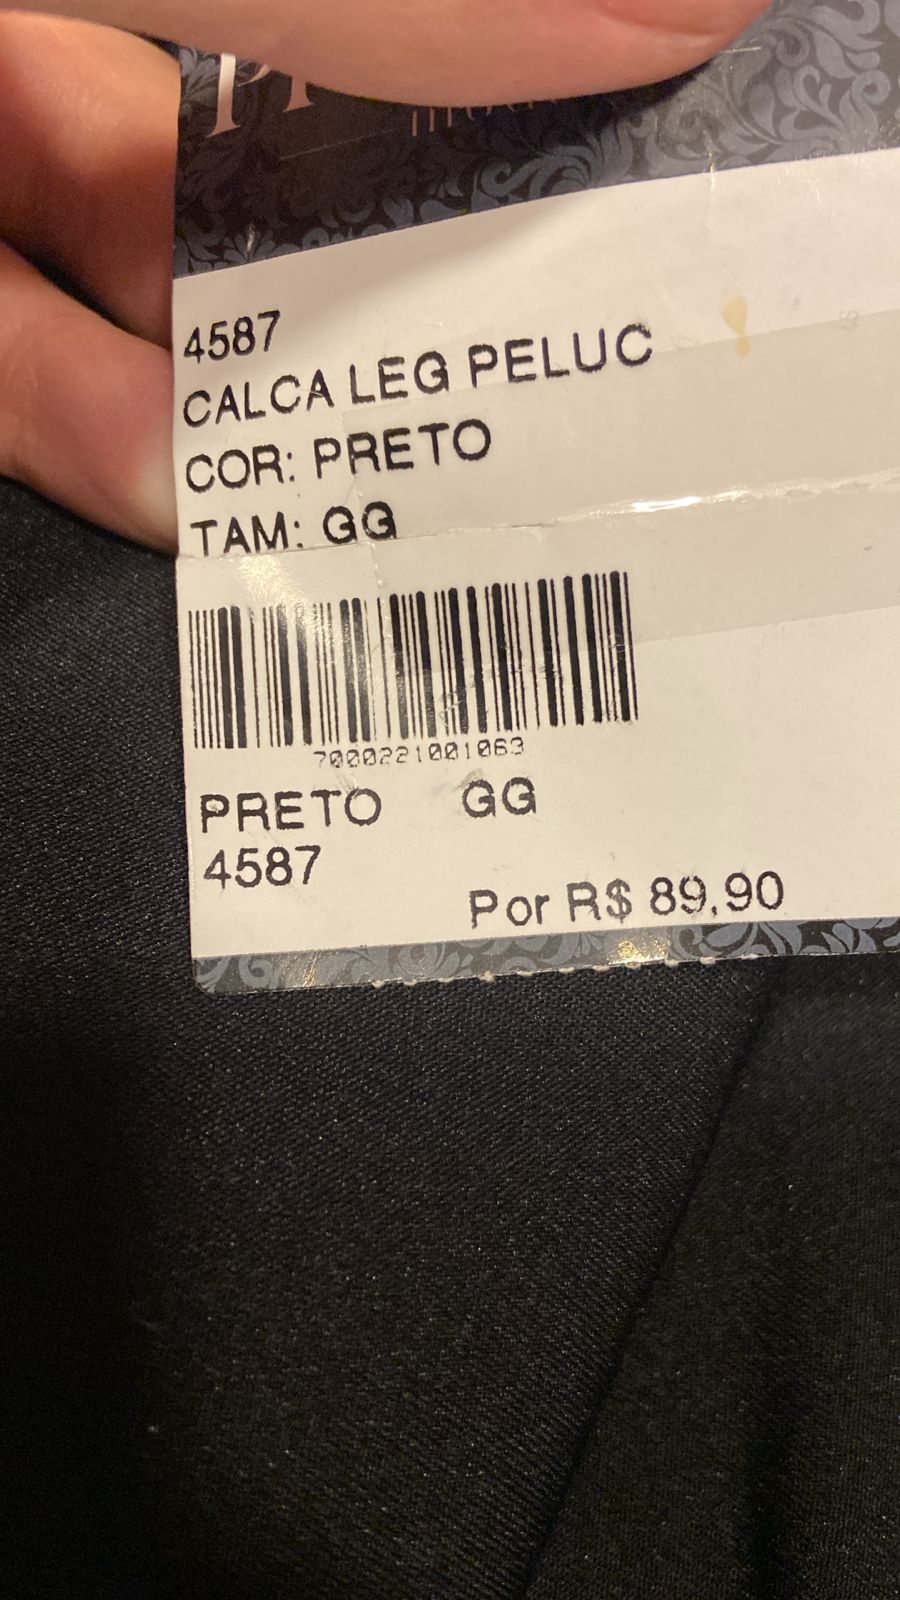 4587
CALCA LEG PELUC
COR: PRETO
TAM: GG
7000221001063
PRETO GG
4587
Por R$ 89,90